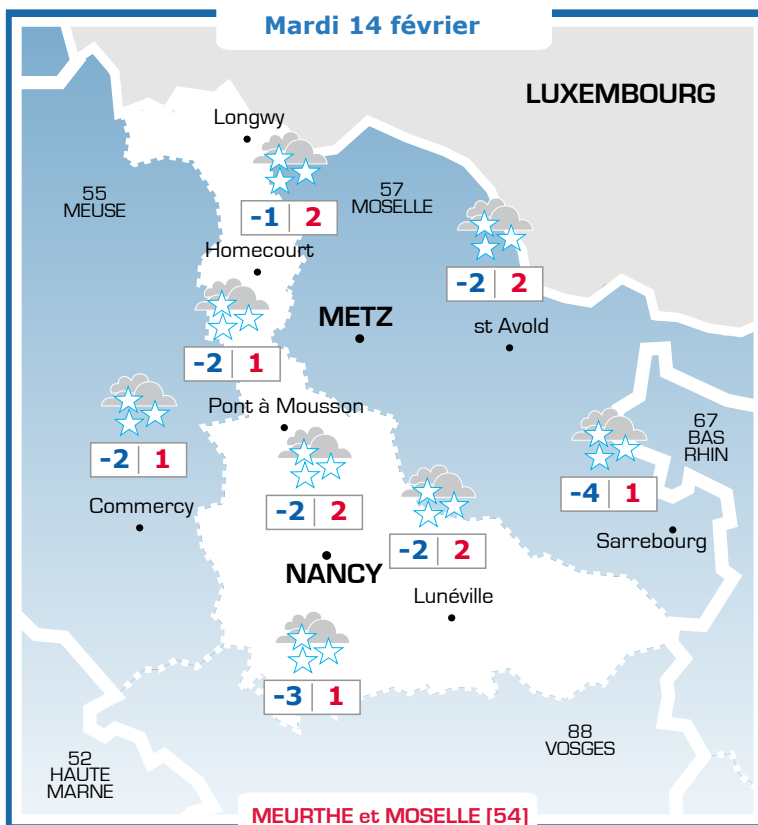 Mardi 14 février
LUXEMBOURG
Longwy
55
MEUSE
57
MOSELLE
-1 2
Homecourt
-2 2
METZ
st Avold
-2 1
Pont à Mousson
67
BAS
RHIN
-2 1
-4 1
Commercy
-2 2
Sarrebourg
-2 2
NANCY
Lunéville
-3 1
88
VOSGES
52
HAUTE
MARNE
MEURTHE et MOSELLE [54]